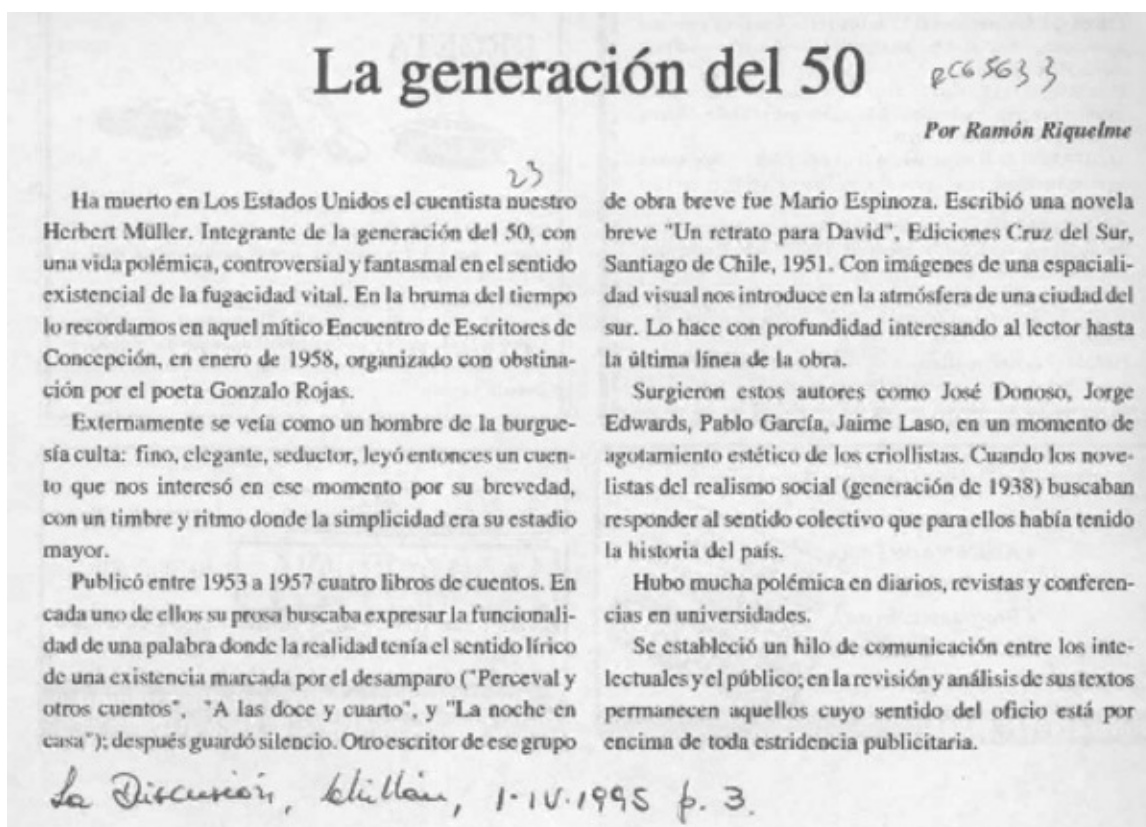 La generación del 50
Por Ramón Riquelme
23
Ha muerto en Los Estados Unidos el cuentista nuestro
Herbert Müller. Integrante de la generación del 50, con
una vida polémica, controversial y fantasmal en el sentido
existencial de la fugacidad vital. En la bruma del tiempo
lo recordamos en aquel mítico Encuentro de Escritores de
Concepción, en enero de 1958, organizado con obstina-
ción por el poeta Gonzalo Rojas.
Externamente se veía como un hombre de la burgue-
sía culta: fino, elegante, seductor, leyó entonces un cuen-
to que nos interesó en ese momento por su brevedad,
con un timbre y ritmo donde la simplicidad era su estadio
mayor.
Publicó entre 1953 a 1957 cuatro libros de cuentos. En
cada uno de ellos su prosa buscaba expresar la funcionali-
dad de una palabra donde la realidad tenía el sentido lírico
de una existencia marcada por el desamparo ("Perceval y
otros cuentos", "A las doce y cuarto", y "La noche en
casa"); después guardó silencio. Otro escritor de ese grupo
de obra breve fue Mario Espinoza. Escribió una novela
breve "Un retrato para David", Ediciones Cruz del Sur,
Santiago de Chile, 1951. Con imágenes de una espaciali-
dad visual nos introduce en la atmósfera de una ciudad del
sur. Lo hace con profundidad interesando al lector hasta
la última línea de la obra.
Surgieron estos autores como José Donoso, Jorge
Edwards, Pablo García, Jaime Laso, en un momento de
agotamiento estético de los criollistas. Cuando los nove-
listas del realismo social (generación de 1938) buscaban
responder al sentido colectivo que para ellos había tenido
la historia del país.
Hubo mucha polémica en diarios, revistas y conferen-
cias en universidades.
Se estableció un hilo de comunicación entre los inte-
lectuales y el público; en la revisión y análisis de sus textos
permanecen aquellos cuyo sentido del oficio está por
encima de toda estridencia publicitaria.
La Discusión, Chillán, 1-IV-1995 p. 3.